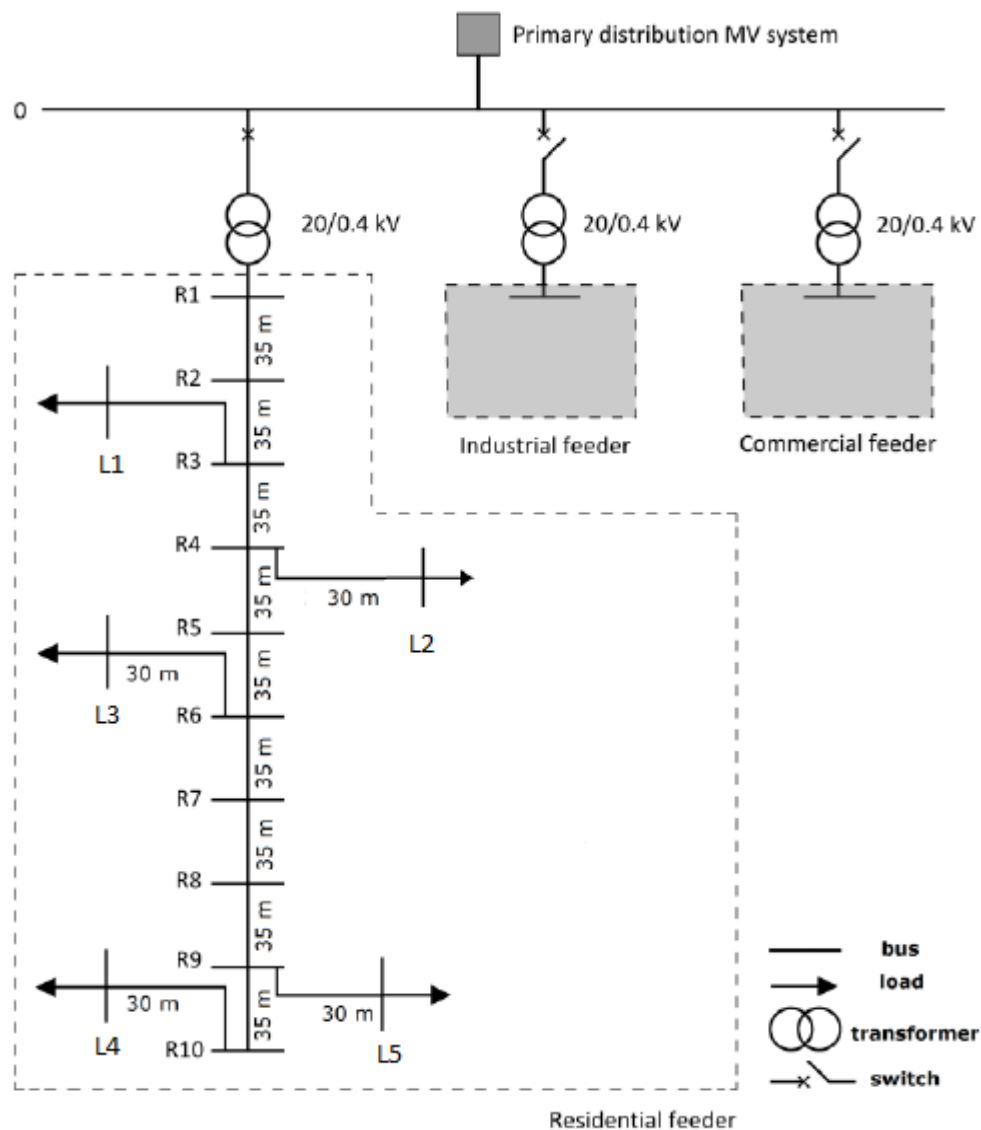 Primary distribution MV system
0
20/0.4 kV
20/0.4 kV
20/0.4 kV
R1
35 m
R2
35 m
L1
R3
Industrial feeder
Commercial feeder
35 m
R4
35 m
30 m
L2
R5
35 m
30 m
L3
R6
35 m
R7
35 m
R8
35 m
R9
30 m
L4
35 m
30 m
L5
R10
bus
load
transformer
switch
Residential feeder